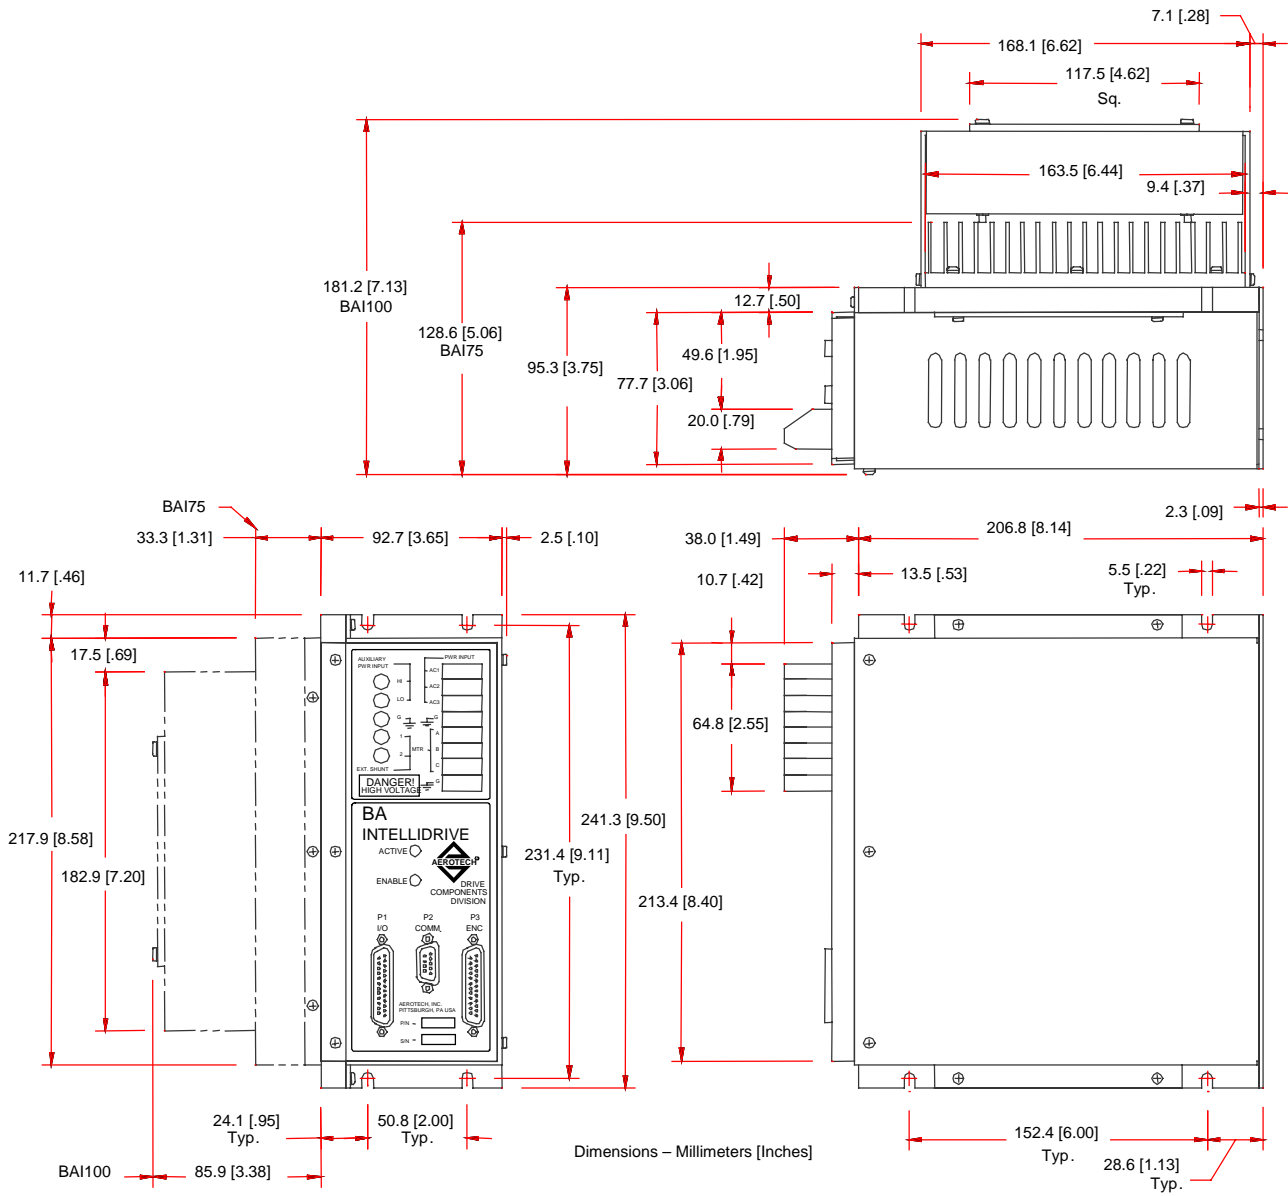 7.1 [.28]
168.1 [6.62]
117.5 [4.62]
Sq.
163.5 [6.44]
9.4 [.37]
181.2 [7.13]
BAI100
12.7 [.50]
128.6 [5.06]
BAI75
49.6 [1.95]
95.3 [3.75]
77.7 [3.06]
20.0 [.79]
BAI75
33.3 [1.31]
92.7 [3.65]
2.5 [.10]
11.7 [.46]
17.5 [.69]
217.9 [8.58]
182.9 [7.20]
AUXILIARY
PWR INPUT
PWR INPUT
HI
LO
G
1
2
EXT. SHUNT
AC1
AC2
AC3
G
A
MTR
B
C
G
DANGER!
HIGH VOLTAGE
BA
INTELLIDRIVE
ACTIVE
AEROTECH
ENABLE
DRIVE
COMPONENTS
DIVISION
P1
I/O
P2
COMM.
P3
ENC
AEROTECH, INC.
PITTSBURGH, PA USA
P/N -
S/N -
241.3 [9.50]
231.4 [9.11]
Typ.
24.1 [.95]
Typ.
50.8 [2.00]
Typ.
BAI100
85.9 [3.38]
Dimensions – Millimeters [Inches]
2.3 [.09]
38.0 [1.49]
206.8 [8.14]
10.7 [.42]
13.5 [.53]
5.5 [.22]
Typ.
64.8 [2.55]
213.4 [8.40]
152.4 [6.00]
Typ.
28.6 [1.13]
Typ.